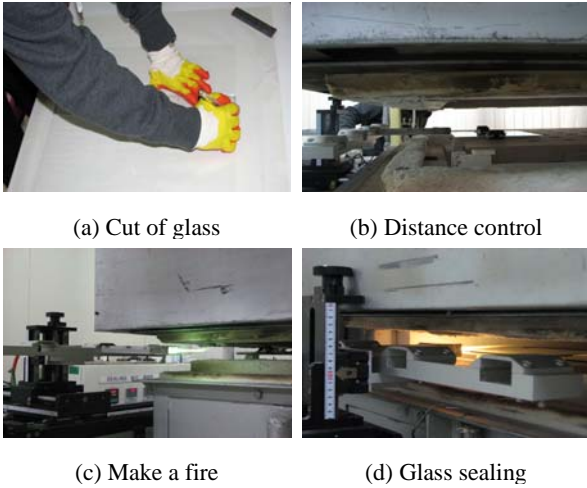 (a) Cut of glass
(b) Distance control
(c) Make a fire
(d) Glass sealing